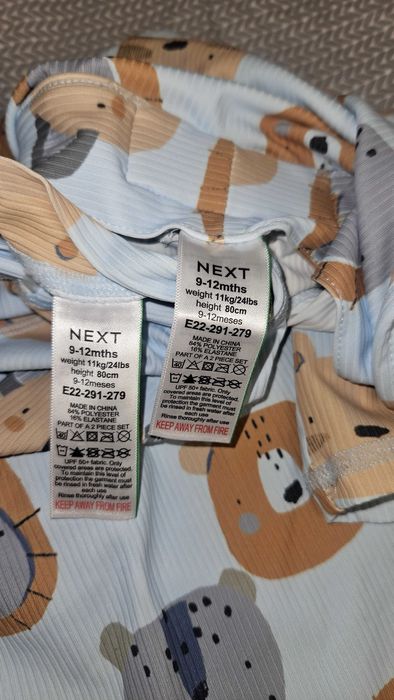 NEXT
9-12mths
weight 11kg/24lbs
height 80cm
9-12meses
E22-291-279
MADE IN CHINA
84% POLYESTER
16% ELASTANE
PART OF A 2 PIECE SET
UPF 50+ fabric. Only
covered areas are protected.
To maintain this level of
protection the garment must
be rinsed in fresh water after
each use
Rinse thoroughly after use
KEEP AWAY FROM FIRE
NEXT
9-12mths
weight 11kg/24lbs
height 80cm
9-12meses
E22-291-279
MADE IN CHINA
84% POLYESTER
16% ELASTANE
PART OF A 2 PIECE SET
UPF 50+ fabric. Only
covered areas are protected.
To maintain this level of
protection the garment must
be rinsed in fresh water after
each use
Rinse thoroughly after use
KEEP AWAY FROM FIRE